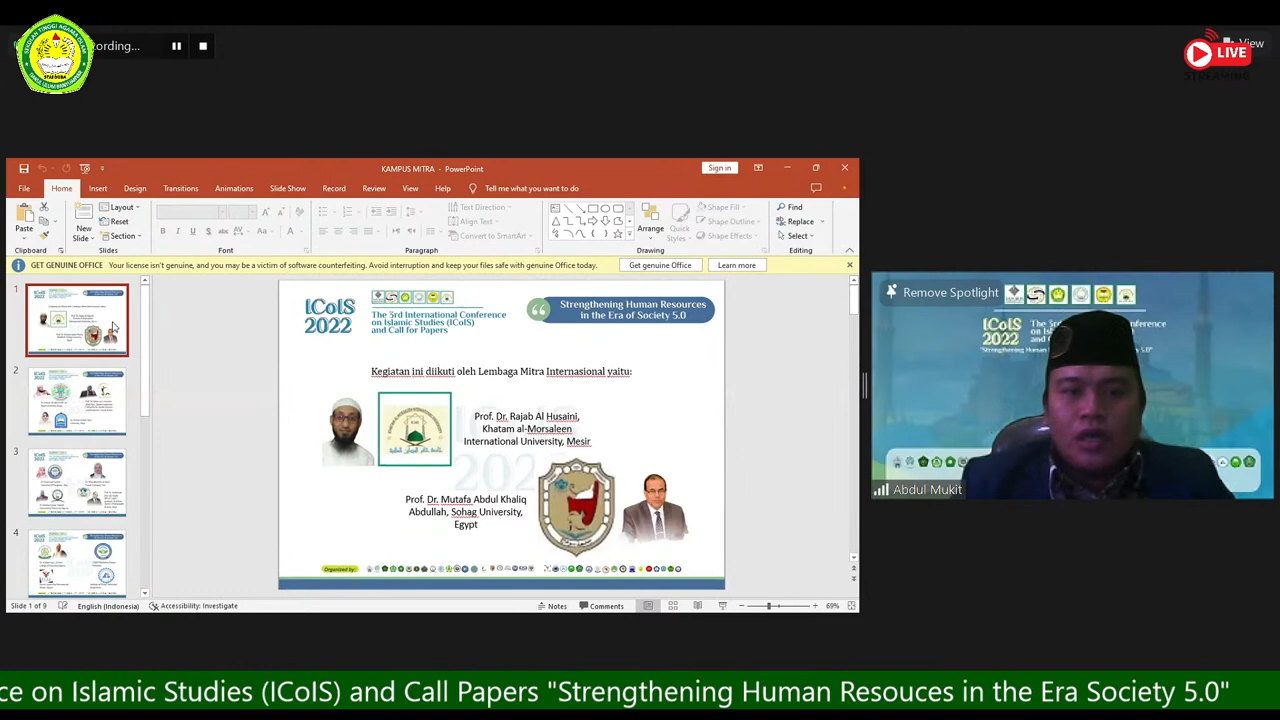 Recording...
View
LIVE
STREAMING
KAMPUS MITRA - PowerPoint
Sign in
File Home Insert Design Transitions Animations Slide Show Record Review View Help Tell me what you want to do
Paste
New
Slide
Layout
Reset
Section
Text Direction
Align Text
Convert to SmartArt
Arrange
Quick
Styles
Shape Fill
Shape Outline
Shape Effects
Find
Replace
Select
Clipboard Slides Font Paragraph Drawing Editing
GET GENUINE OFFICE Your license isn't genuine, and you may be a victim of software counterfeiting. Avoid interruption and keep your files safe with genuine Office today. Get genuine Office Learn more
1
2
3
4
ICoIS
2022
The 3rd International Conference
on Islamic Studies (ICoIS)
and Call for Papers
Strengthening Human Resources
in the Era of Society 5.0
Kegiatan ini diikuti oleh Lembaga Mitra Internasional yaitu:
Prof. Dr. Rajab Al Husaini,
Khatam al-Morsaleen
International University, Mesir
Prof. Dr. Mutafa Abdul Khaliq
Abdullah, Sohag University,
Egypt
Organized by:
Slide 1 of 9 English (Indonesia) Accessibility: Investigate Notes Comments 69%
Remove Spotlight
ICoIS
2022
Abdul Mukit
ce on Islamic Studies (ICoIS) and Call Papers "Strengthening Human Resouces in the Era Society 5.0"